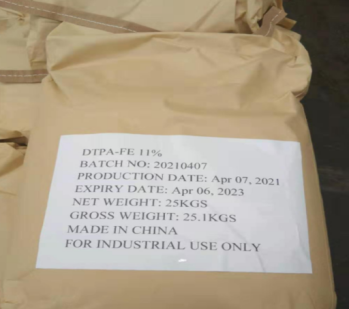 DTPA-FE 11%
BATCH NO: 20210407
PRODUCTION DATE: Apr 07, 2021
EXPIRY DATE: Apr 06, 2023
NET WEIGHT: 25KGS
GROSS WEIGHT: 25.1KGS
MADE IN CHINA
FOR INDUSTRIAL USE ONLY